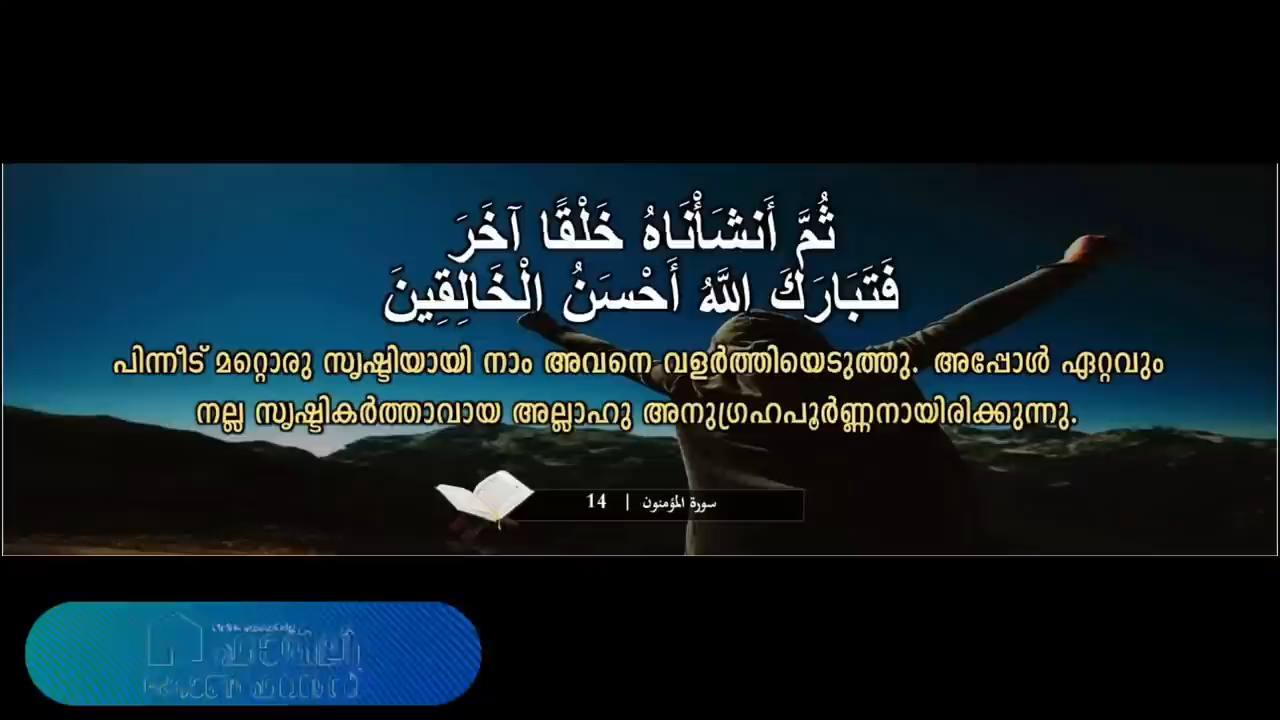 ثُمَّ أَنشَأْنَاهُ خَلْقًا آخَرَ
فَتَبَارَكَ اللَّهُ أَحْسَنُ الْخَالِقِينَ
പിന്നീട് മറ്റൊരു സൃഷ്ടിയായി നാം അവനെ വളർത്തിയെടുത്തു. അപ്പോൾ ഏറ്റവും
നല്ല സൃഷ്ടികർത്താവായ അല്ലാഹു അനുഗ്രഹപൂർണ്ണനായിരിക്കുന്നു.
سورة المؤمنون | 14